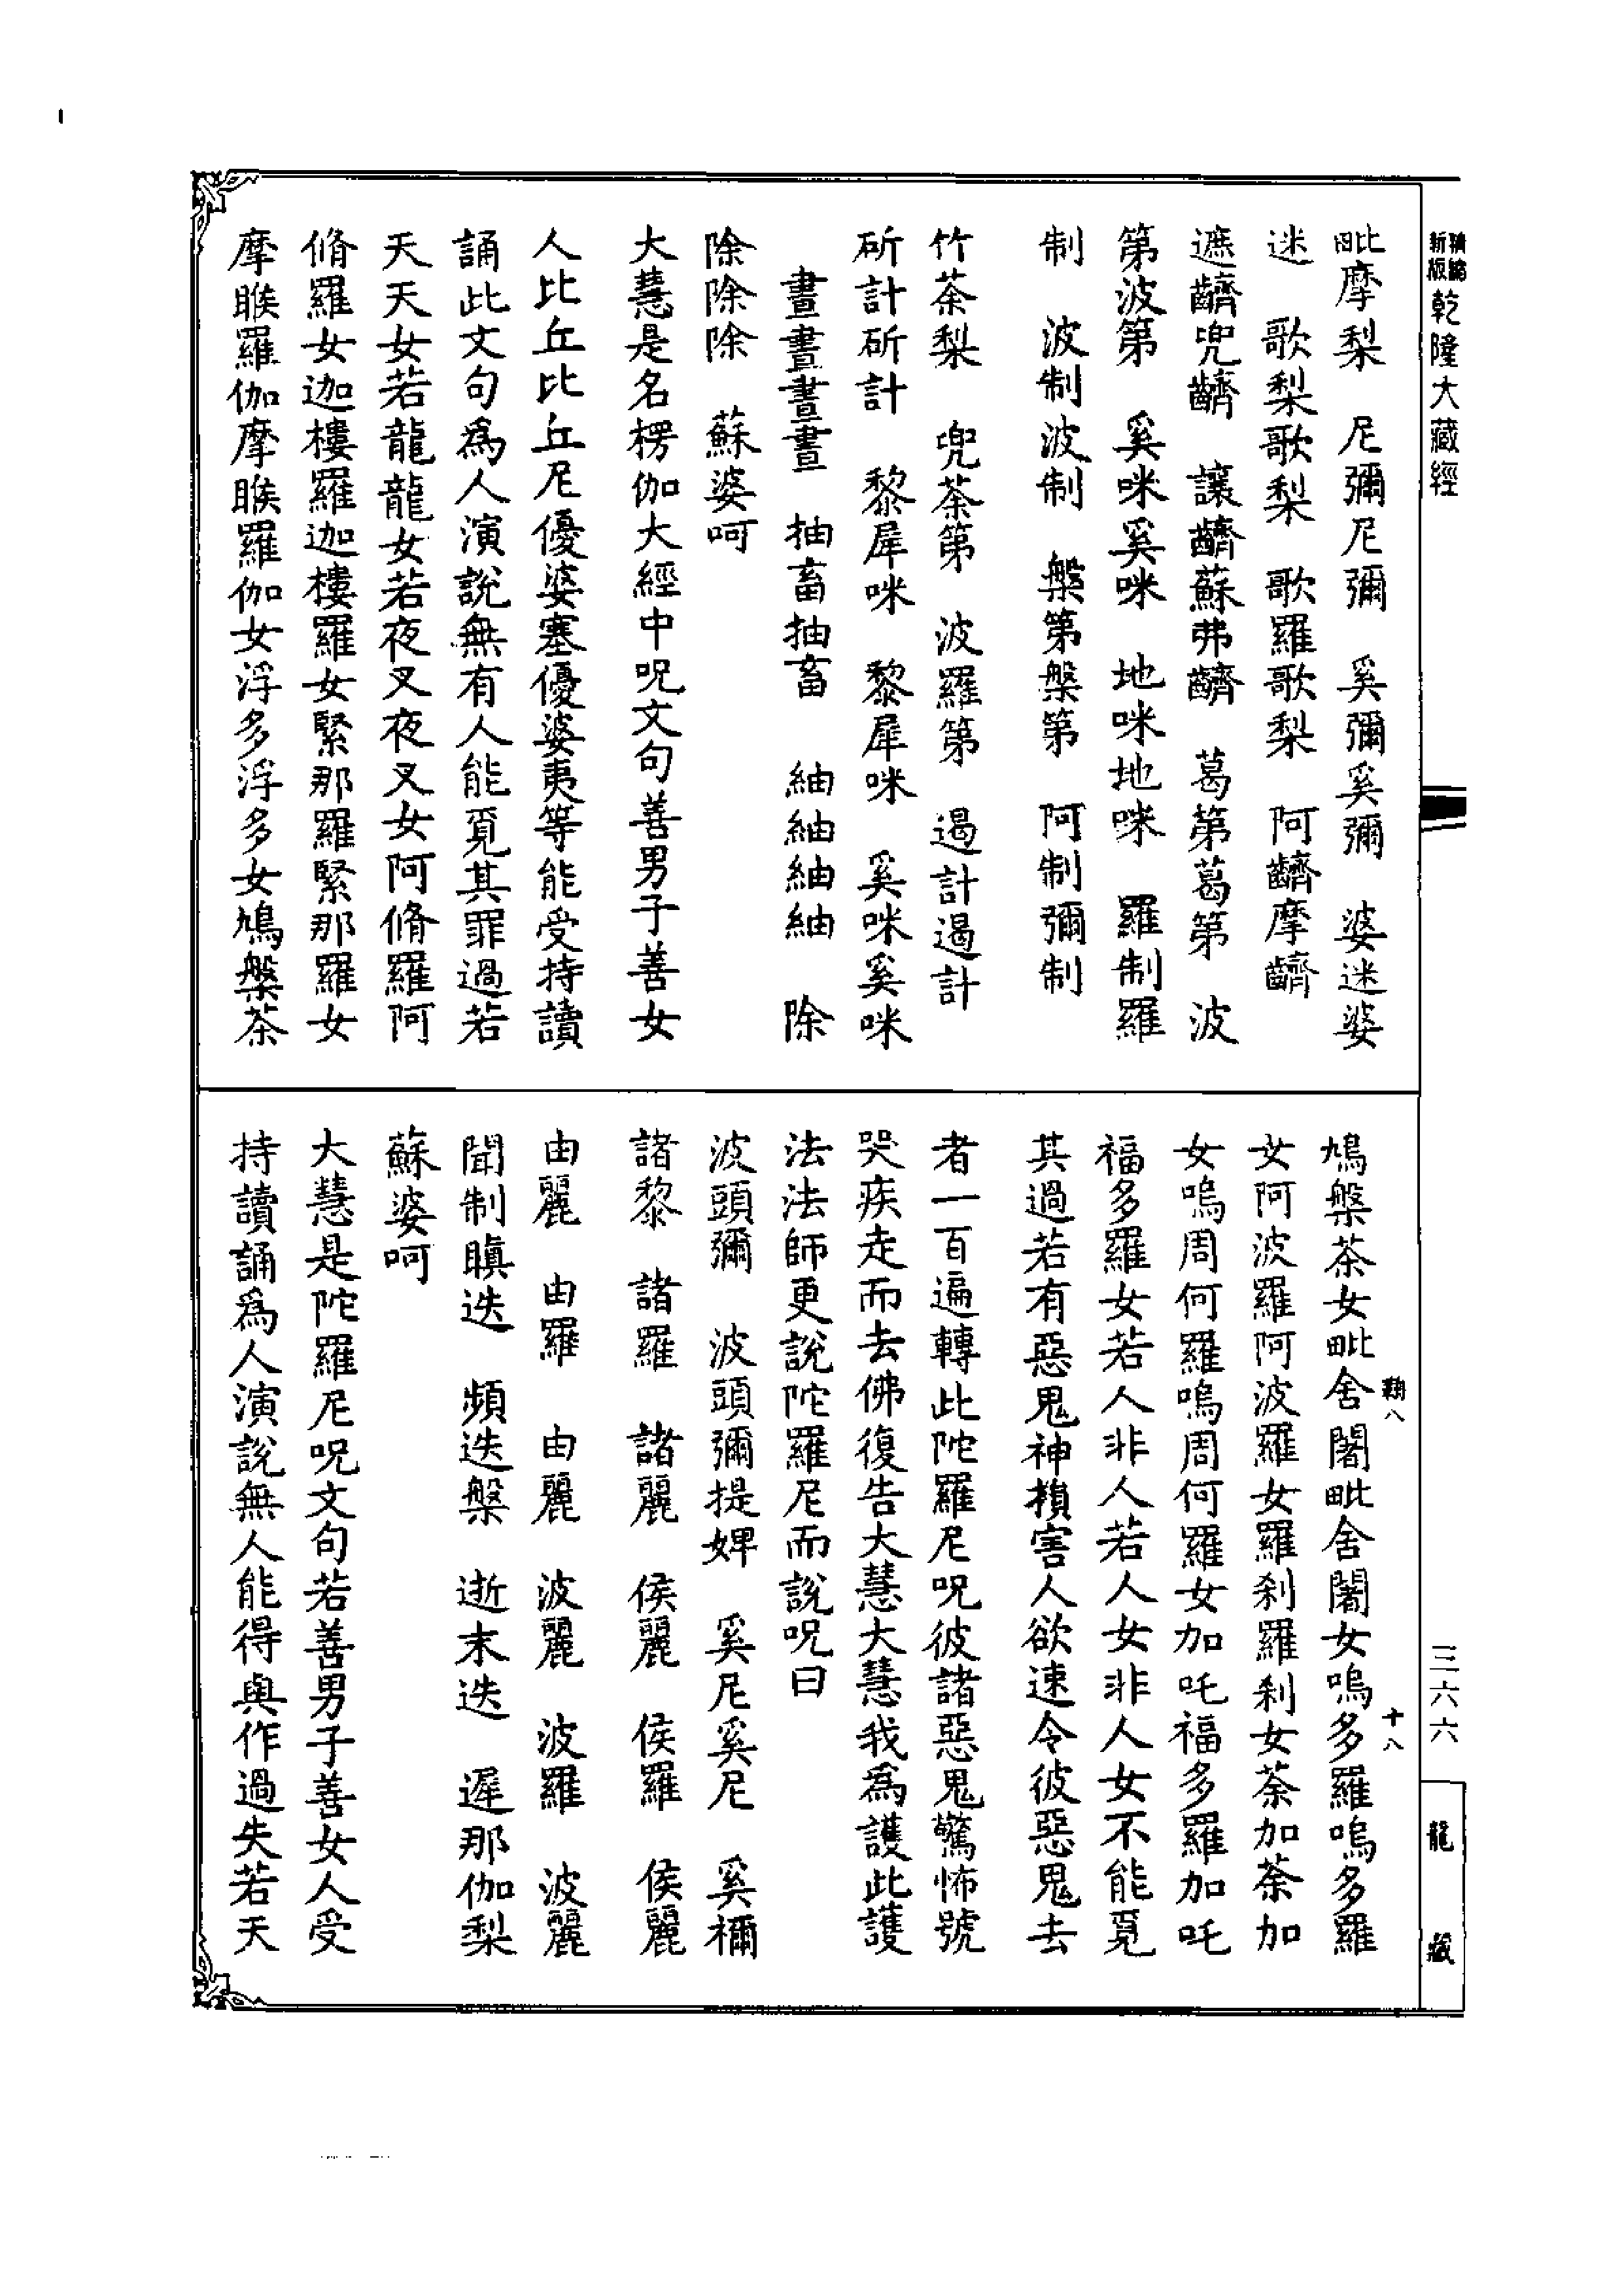 新版 精縮 乾隆大藏經
毗摩梨　尼彌尼彌　奚彌奚彌　婆迷婆
迷　歌梨歌梨　歌羅歌梨　阿齏摩齏
遮齏兜齏　讓齏蘇弗齏　葛第葛第　波
第波第　奚咪奚咪　地咪地咪　羅制羅
制　波制波制　槃第槃第　阿制彌制
竹荼梨　兜荼第　波羅第　遏計遏計
斫計斫計　黎犀咪　黎犀咪　奚咪奚咪
晝晝晝晝　抽畜抽畜　紬紬紬紬　除
除除除　蘇婆呵
大慧是名楞伽大經中呪文句善男子善女
人比丘比丘尼優婆塞優婆夷等能受持讀
誦此文句為人演說無有人能覓其罪過若
天天女若龍龍女若夜叉夜叉女阿脩羅阿
脩羅女迦樓羅迦樓羅女緊那羅緊那羅女
摩睺羅伽摩睺羅伽女浮多浮多女鳩槃荼
鳩槃荼女毗舍闍毗舍闍女嗚多羅嗚多羅
女阿波羅阿波羅女羅刹羅刹女荼加荼加
女嗚周何羅嗚周何羅女加吒福多羅加吒
福多羅女若人非人若人女非人女不能覓
其過若有惡鬼神損害人欲速令彼惡鬼去
者一百遍轉此陀羅尼呪彼諸惡鬼驚怖號
哭疾走而去佛復告大慧大慧我為護此護
法法師更說陀羅尼而說呪曰
波頭彌　波頭彌提婢　奚尼奚尼　奚禰
諸黎　諸羅　諸麗　侯麗　侯羅　侯麗
由麗　由羅　由麗　波麗　波羅　波麗
聞制瞋迭　頻迭槃　逝末迭　遲那伽梨
蘇婆呵
大慧是陀羅尼呪文句若善男子善女人受
持讀誦為人演說無人能得與作過失若天
八
十八
三六六
龍藏